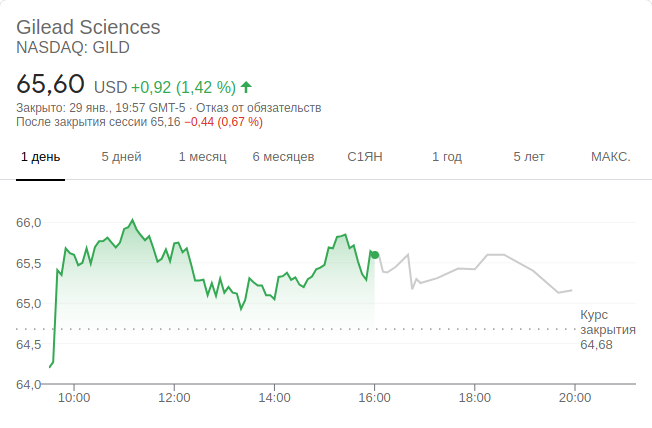 Gilead Sciences
NASDAQ: GILD
65,60 USD +0,92 (1,42 %)
Закрыто: 29 янв., 19:57 GMT-5 · Отказ от обязательств
После закрытия сессии 65,16 −0,44 (0,67 %)
1 день 5 дней 1 месяц 6 месяцев С1ЯН 1 год 5 лет МАКС.
66,0
65,5
65,0
64,5
64,0
Курс
закрытия
64,68
10:00 12:00 14:00 16:00 18:00 20:00